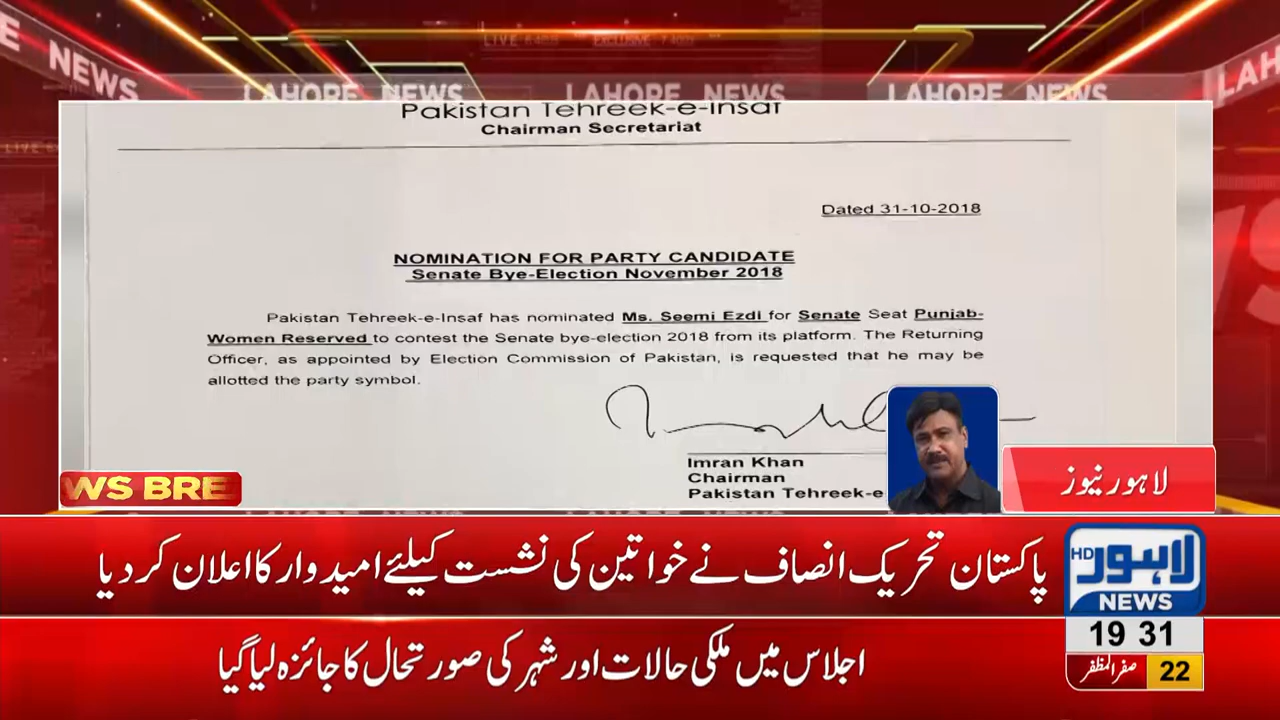 NEWS
LAHORE NEWS
LAHORE NEWS
LAHORE NEWS
Pakistan Tehreek-e-Insaf
Chairman Secretariat
Dated 31-10-2018
NOMINATION FOR PARTY CANDIDATE
Senate Bye-Election November 2018
Pakistan Tehreek-e-Insaf has nominated Ms. Seemi Ezdi for Senate Seat Punjab-
Women Reserved to contest the Senate bye-election 2018 from its platform. The Returning
Officer, as appointed by Election Commission of Pakistan, is requested that he may be
allotted the party symbol.
Imran Khan
Chairman
Pakistan Tehreek-e
WS BRE
لاہور نیوز
پاکستان تحریک انصاف نے خواتین کی نشست کیلئے امیدوار کا اعلان کر دیا
اجلاس میں ملکی حالات اور شہر کی صورتحال کا جائزہ لیا گیا
HD لاہور
NEWS
19 31
صفر المظفر 22